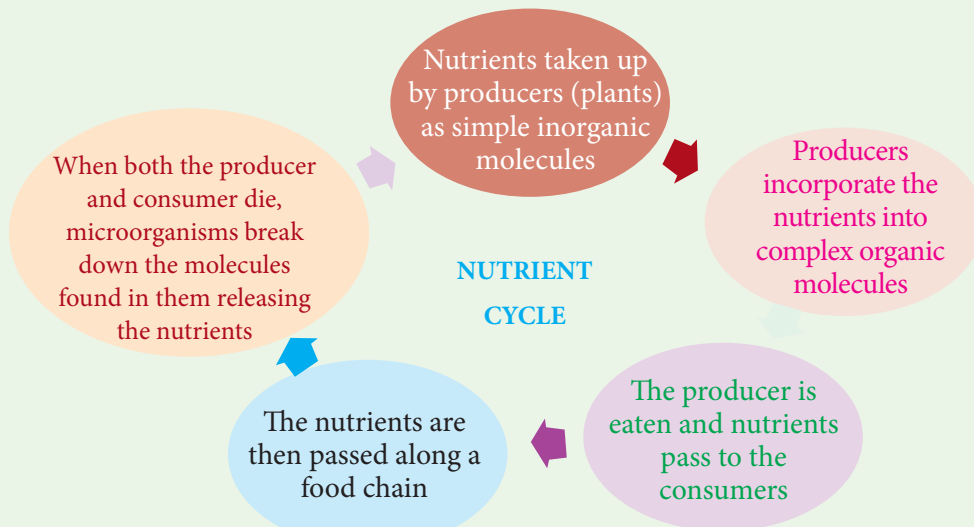 Nutrients taken up
by producers (plants)
as simple inorganic
molecules
Producers
incorporate the
nutrients into
complex organic
molecules
The producer is
eaten and nutrients
pass to the
consumers
The nutrients are
then passed along a
food chain
When both the producer
and consumer die,
microorganisms break
down the molecules
found in them releasing
the nutrients
NUTRIENT
CYCLE